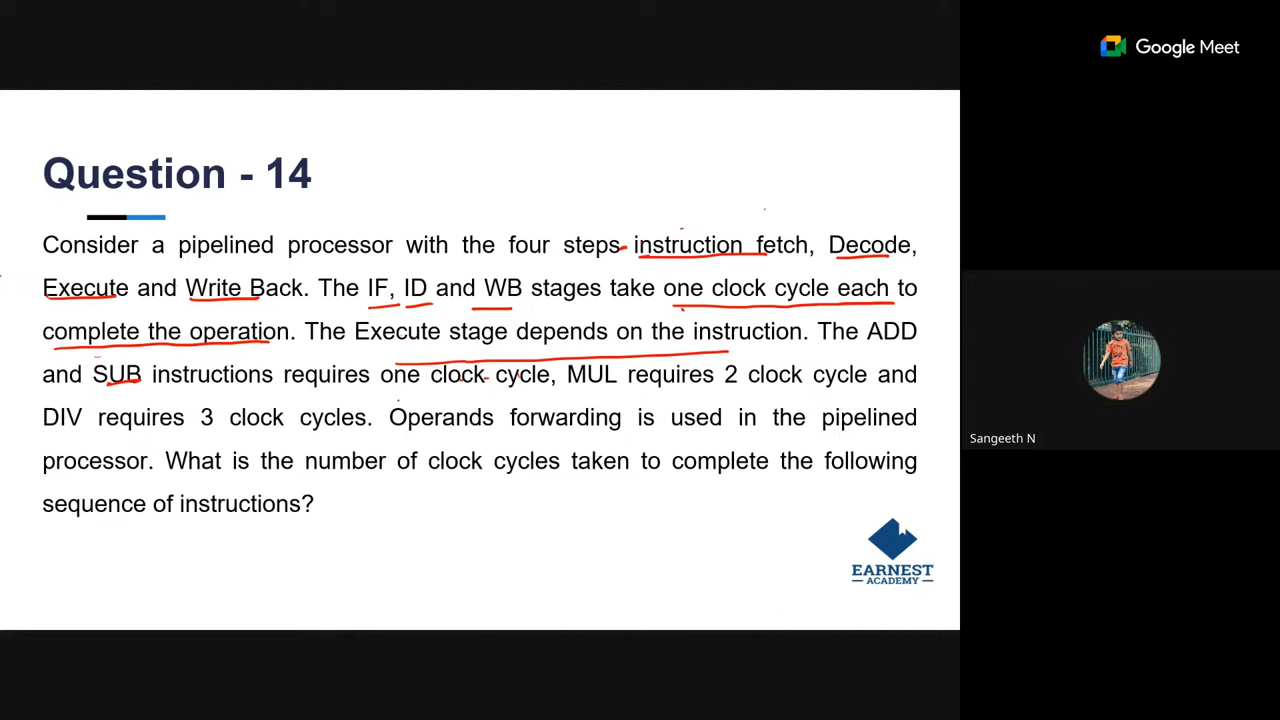 Google Meet
Question - 14
Consider a pipelined processor with the four steps instruction fetch, Decode,
Execute and Write Back. The IF, ID and WB stages take one clock cycle each to
complete the operation. The Execute stage depends on the instruction. The ADD
and SUB instructions requires one clock cycle, MUL requires 2 clock cycle and
DIV requires 3 clock cycles. Operands forwarding is used in the pipelined
processor. What is the number of clock cycles taken to complete the following
sequence of instructions?
Sangeeth N
EARNEST
ACADEMY